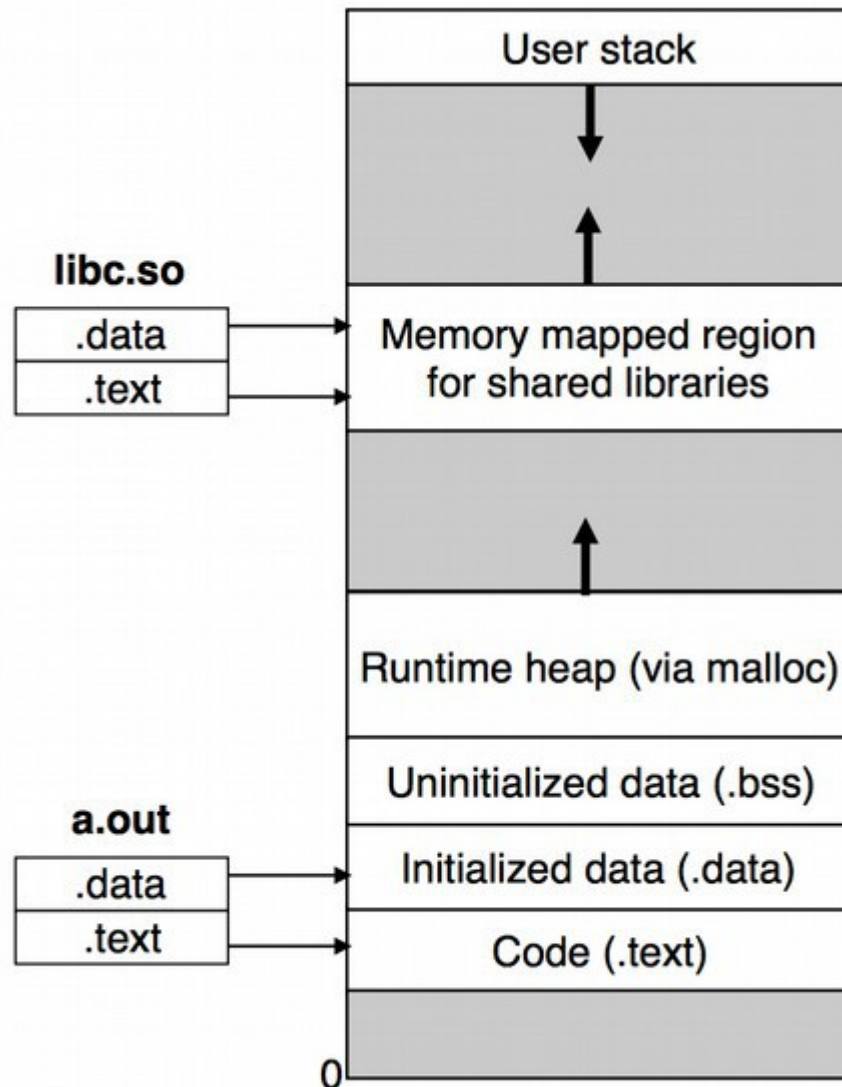 User stack
libc.so
.data
.text
Memory mapped region
for shared libraries
Runtime heap (via malloc)
Uninitialized data (.bss)
a.out
.data
.text
Initialized data (.data)
Code (.text)
0